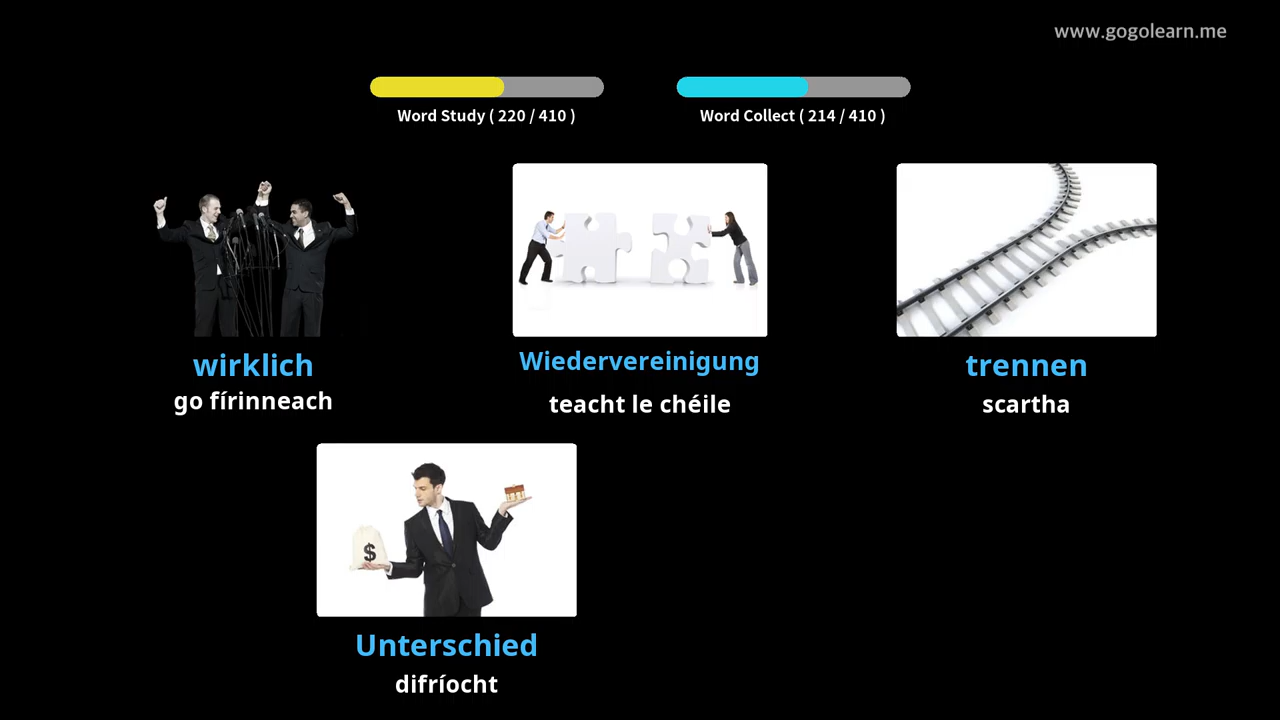 www.gogolearn.me
Word Study ( 220 / 410 )
Word Collect ( 214 / 410 )
wirklich
go fírinneach
Wiedervereinigung
teacht le chéile
trennen
scartha
$
Unterschied
difríocht